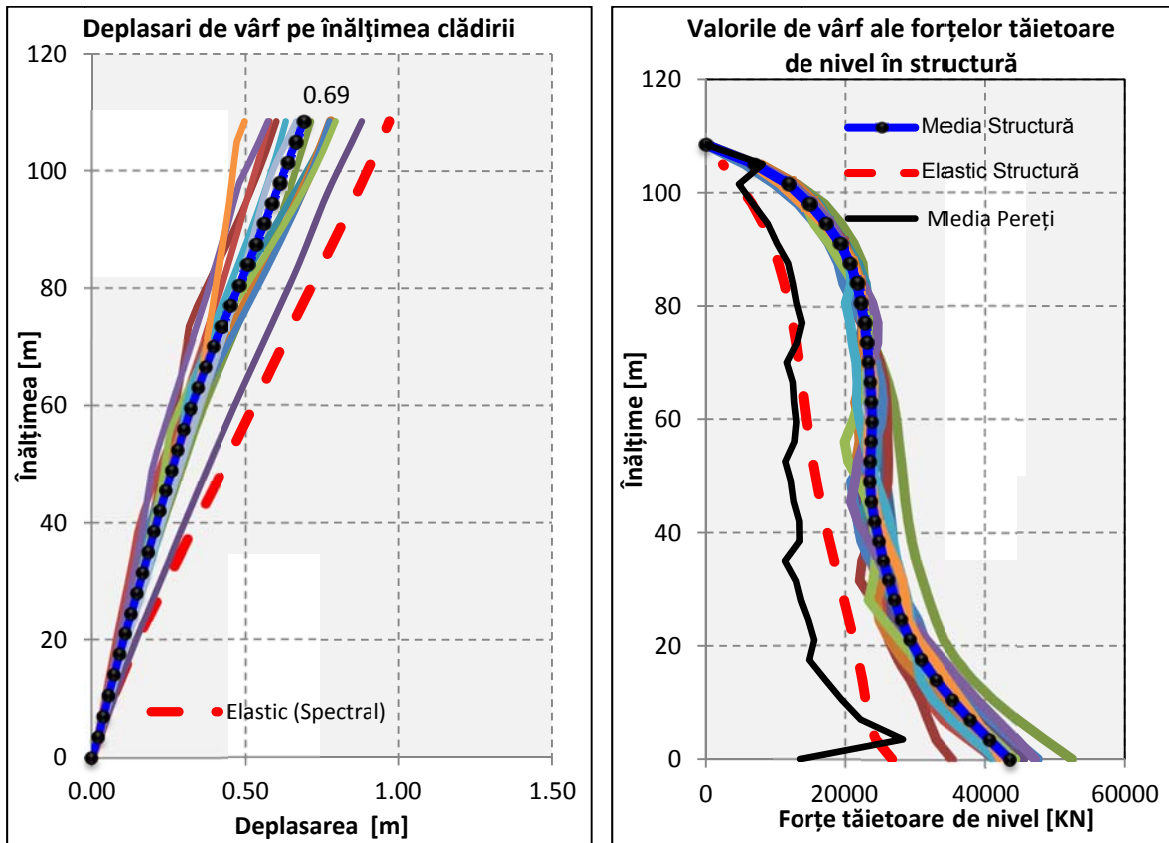 Deplasari de vârf pe înălţimea clădirii
120
100
80
60
40
20
0
Înălțimea [m]
0.69
Elastic (Spectral)
0.00
0.50
1.00
1.50
Deplasarea [m]
Valorile de vârf ale forțelor tăietoare
de nivel în structură
120
100
80
60
40
20
0
Înălțime [m]
Media Structură
Elastic Structură
Media Pereți
0
20000
40000
60000
Forțe tăietoare de nivel [KN]